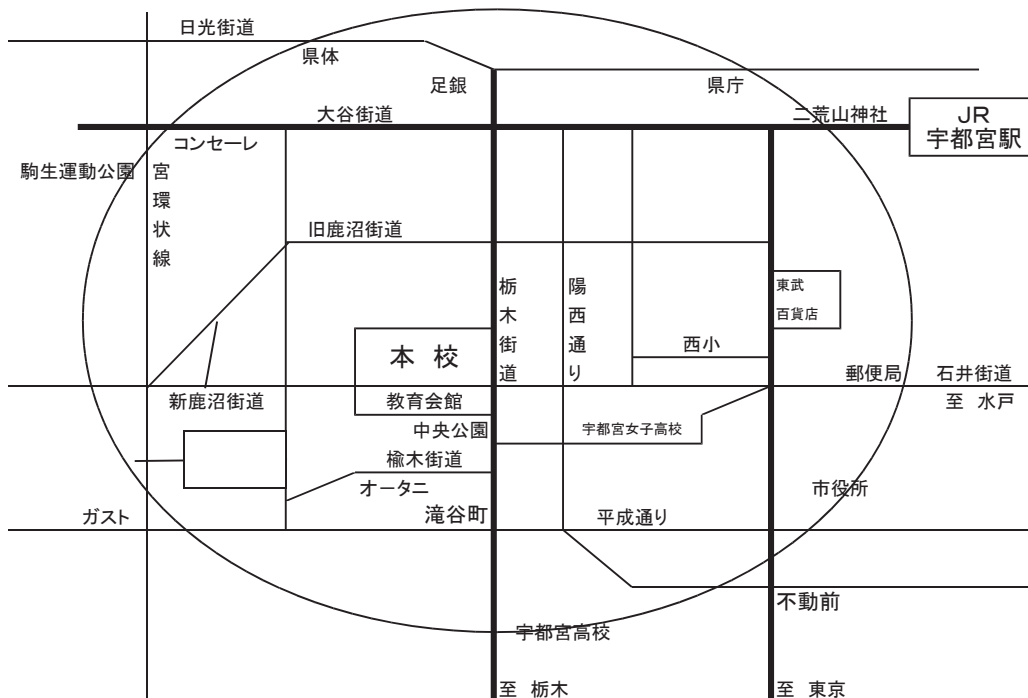 日光街道
県体
足銀
県庁
大谷街道
二荒山神社
JR
宇都宮駅
コンセーレ
駒生運動公園
宮環状線
旧鹿沼街道
栃木街道
陽西通り
東武
百貨店
本 校
西小
郵便局
石井街道
新鹿沼街道
教育会館
至 水戸
中央公園
宇都宮女子高校
楡木街道
オータニ
市役所
ガスト
滝谷町
平成通り
不動前
宇都宮高校
至 栃木
至 東京